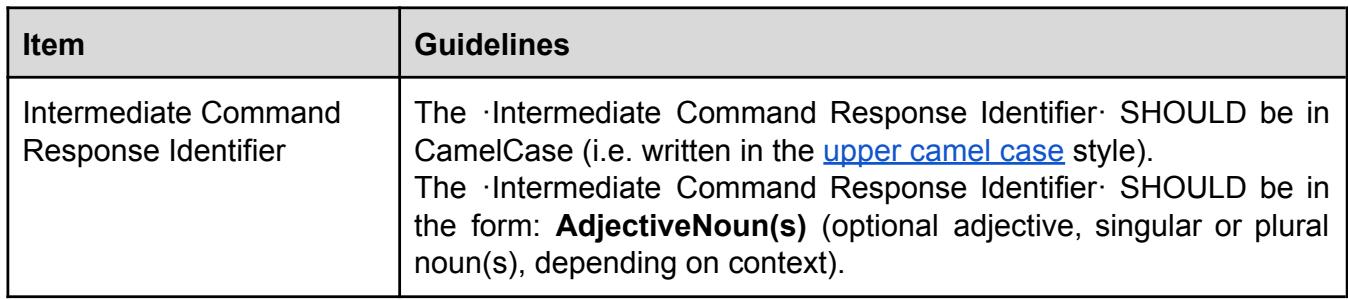 Item Guidelines
Intermediate Command
Response Identifier
The ·Intermediate Command Response Identifier· SHOULD be in
CamelCase (i.e. written in the upper camel case style).
The ·Intermediate Command Response Identifier· SHOULD be in
the form: AdjectiveNoun(s) (optional adjective, singular or plural
noun(s), depending on context).